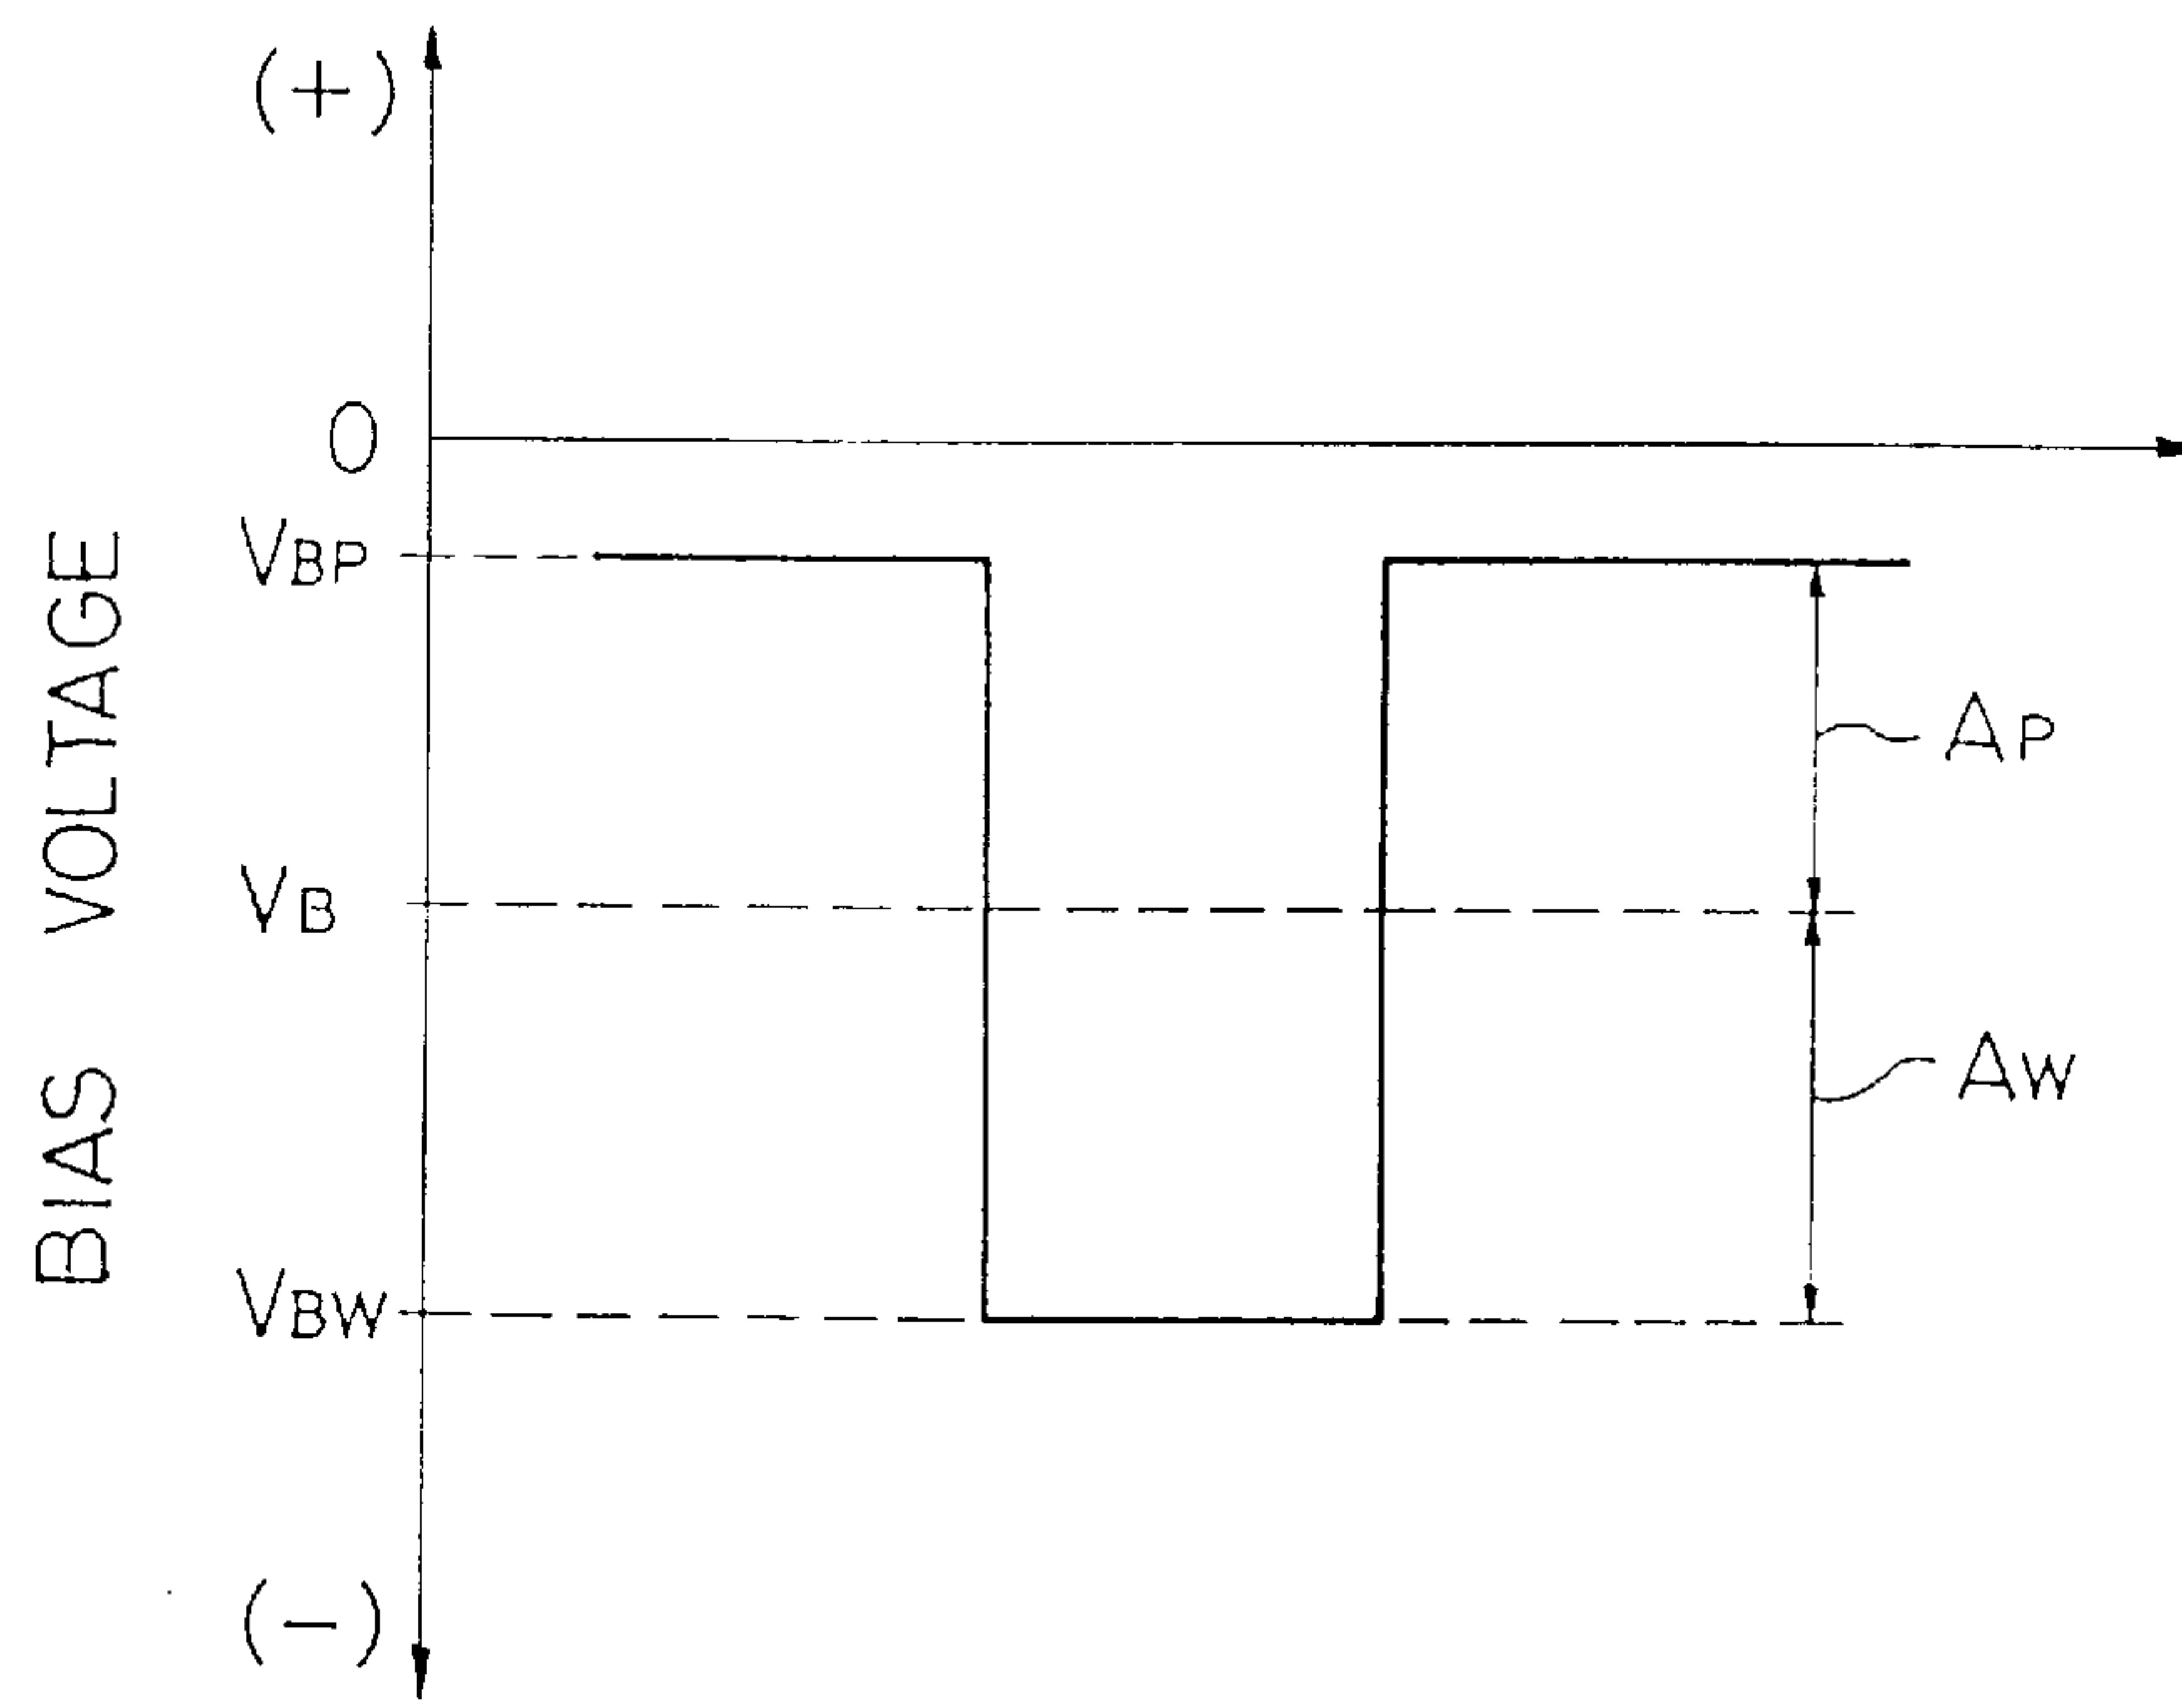 (+)
0
VBP
VB
VBW
(-)
BIAS VOLTAGE
AP
AW